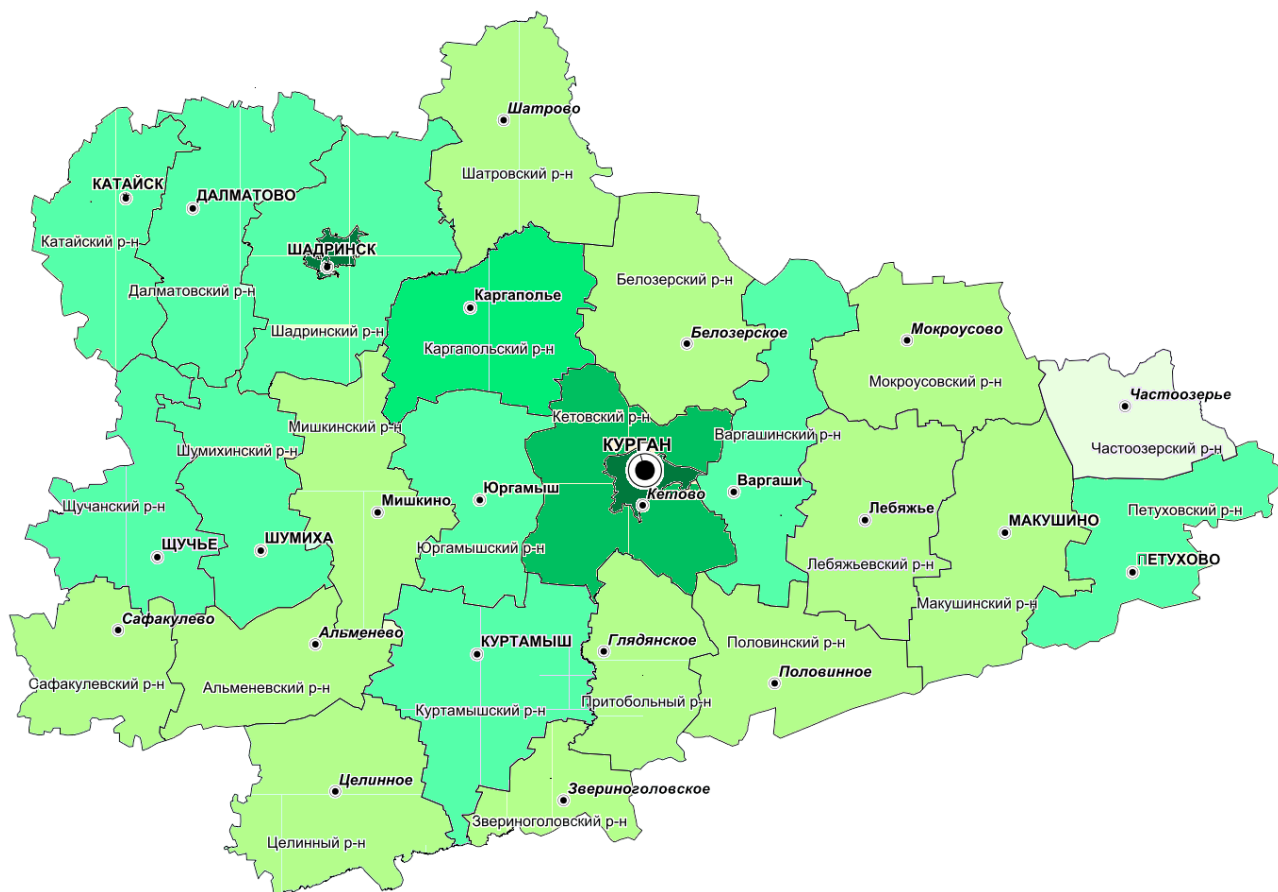 Шатрово
Шатровский р-н
КАТАЙСК
ДАЛМАТОВО
Катайский р-н
ШАДРИНСК
Далматовский р-н
Шадринский р-н
Каргаполье
Каргапольский р-н
Белозерский р-н
Белозерское
Мокроусово
Мокроусовский р-н
Частоозерье
Частоозерский р-н
Мишкинский р-н
Кетовский р-н
КУРГАН
Варгашинский р-н
Шумихинский р-н
Щучанский р-н
Мишкино
Юргамыш
Кетово
Варгаши
Лебяжье
МАКУШИНО
Петуховский р-н
ЩУЧЬЕ
ШУМИХА
Юргамышский р-н
Лебяжьевский р-н
ПЕТУХОВО
Макушинский р-н
Сафакулево
Альменево
КУРТАМЫШ
Глядянское
Половинский р-н
Половинное
Сафакулевский р-н
Альменевский р-н
Куртамышский р-н
Притобольный р-н
Целинное
Звериноголовское
Звериноголовский р-н
Целинный р-н